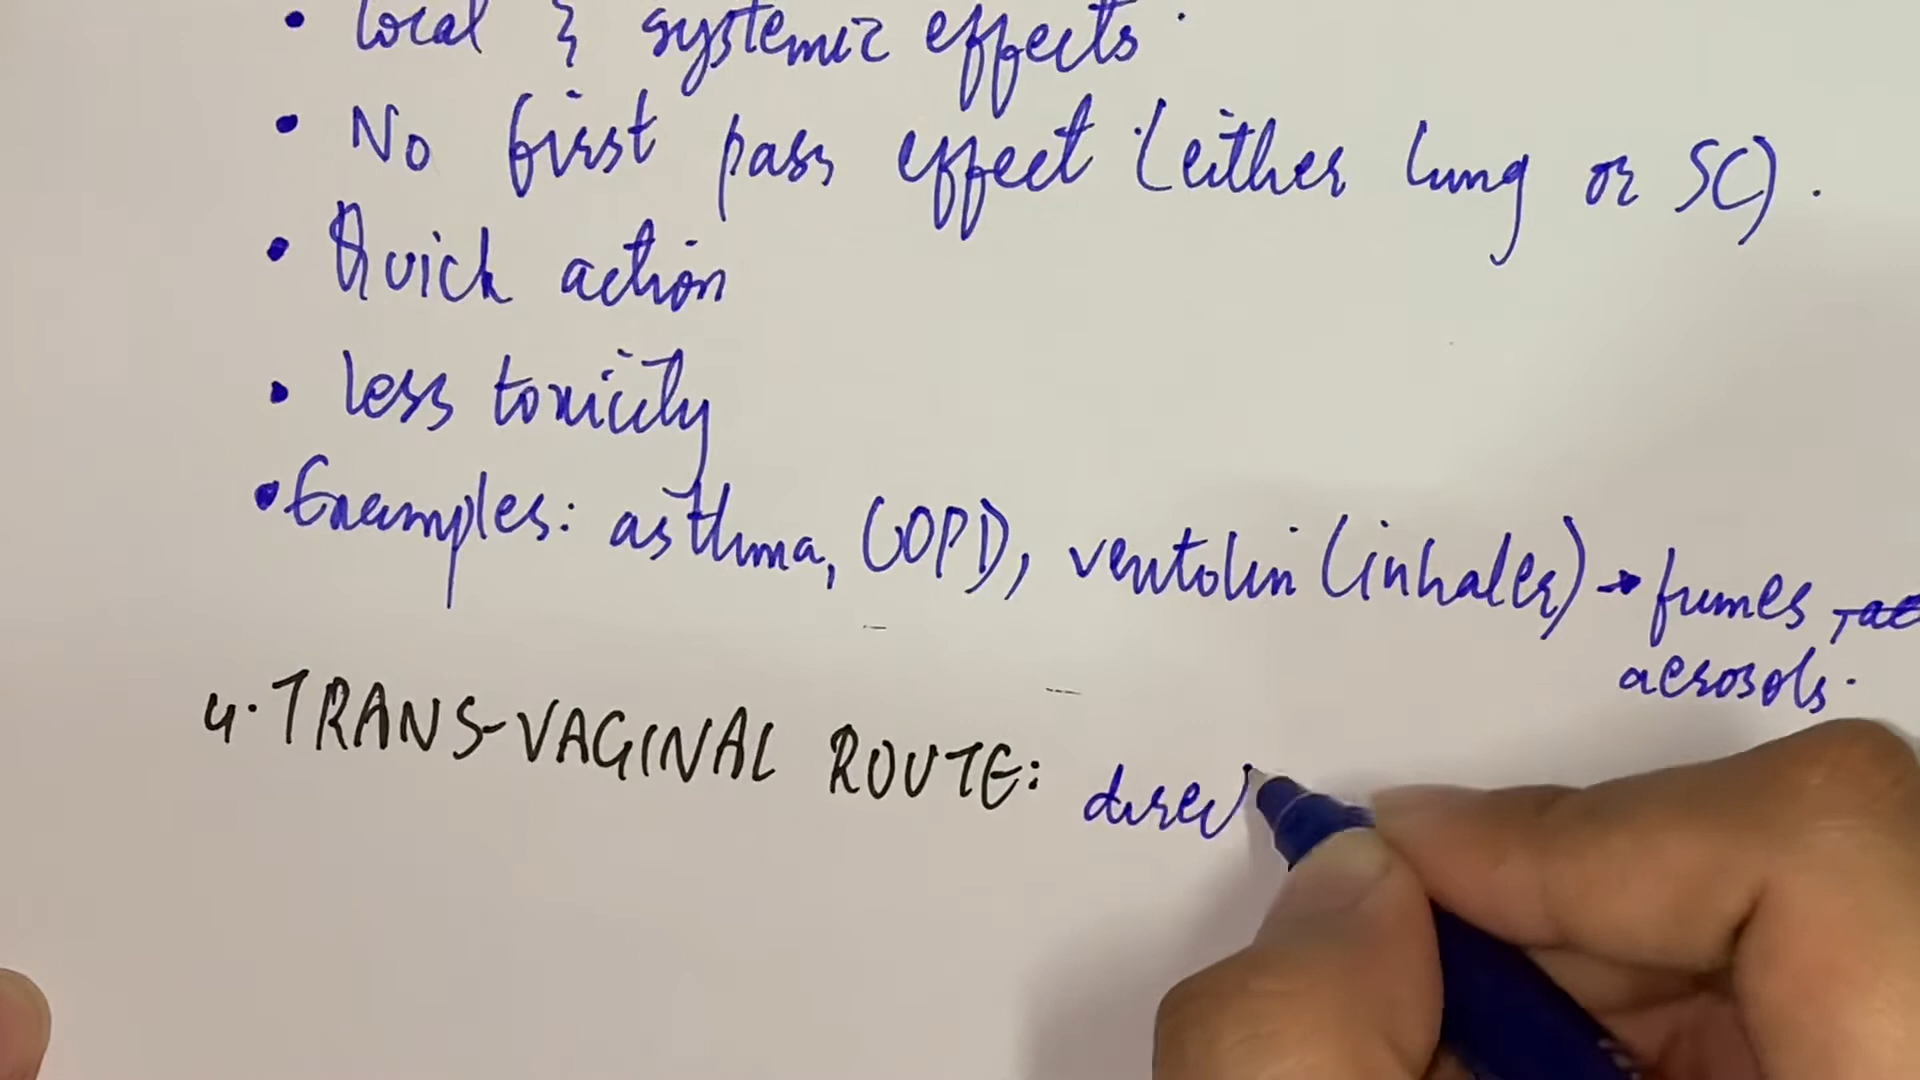 • local & systemic effects.
• No first pass effect (either lung or SC).
• Quick action
• less toxicity
• Examples: asthma, COPD, ventolin (inhaler) → fumes,
aerosols.
4. TRANS-VAGINAL ROUTE: direc